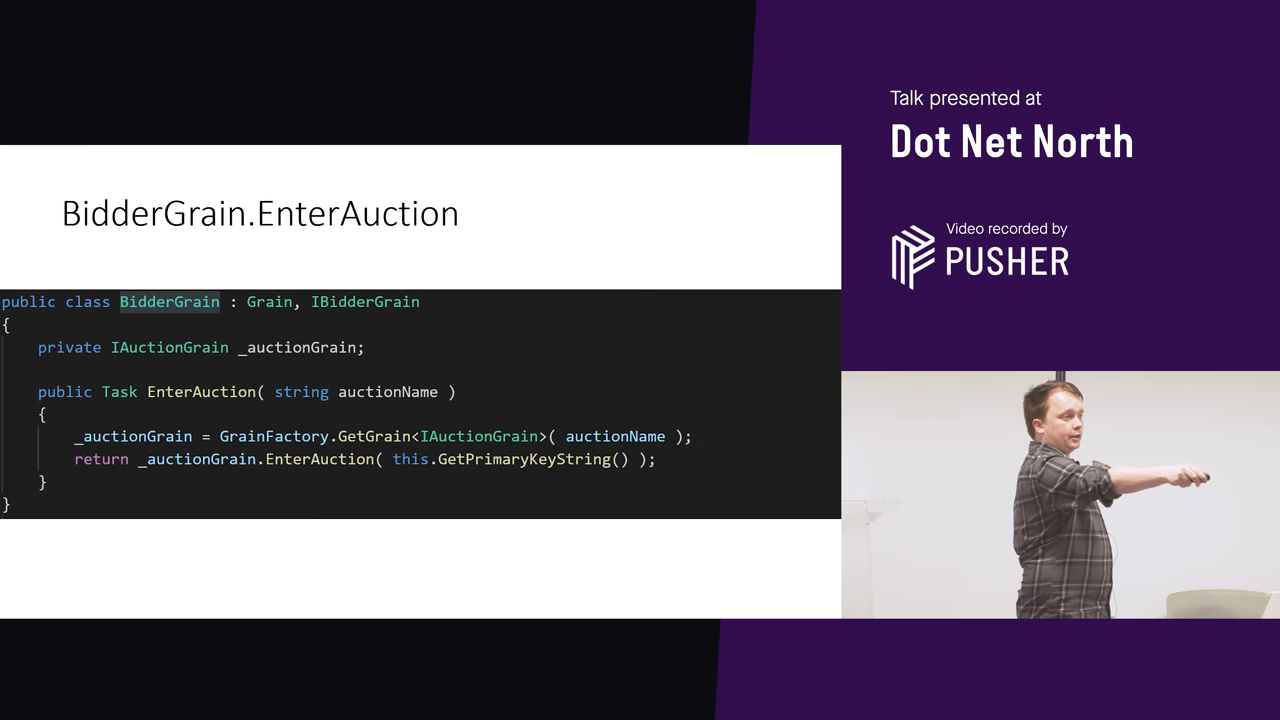 BidderGrain.EnterAuction
public class BidderGrain : Grain, IBidderGrain
{
    private IAuctionGrain _auctionGrain;
    public Task EnterAuction( string auctionName )
    {
        _auctionGrain = GrainFactory.GetGrain<IAuctionGrain>( auctionName );
        return _auctionGrain.EnterAuction( this.GetPrimaryKeyString() );
    }
}
Talk presented at
Dot Net North
Video recorded by
PUSHER